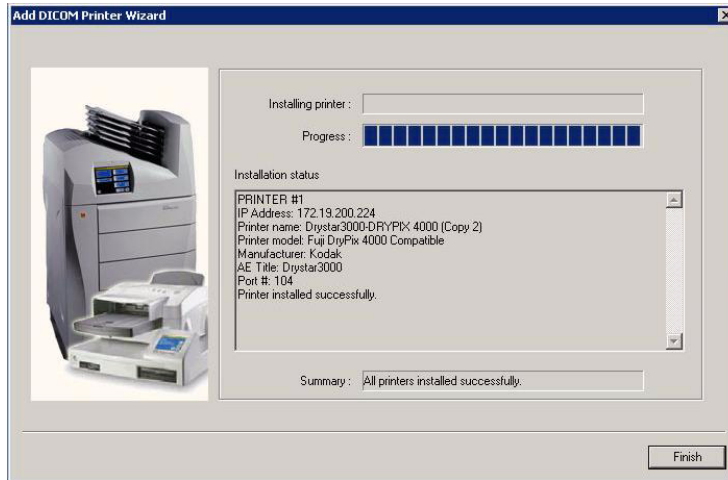 Add DICOM Printer Wizard
Installing printer :
Progress :
Installation status
PRINTER #1
IP Address: 172.19.200.224
Printer name: Drystar3000-DRYPIX 4000 (Copy 2)
Printer model: Fuji DryPix 4000 Compatible
Manufacturer: Kodak
AE Title: Drystar3000
Port #: 104
Printer installed successfully.
Summary : All printers installed successfully.
Finish